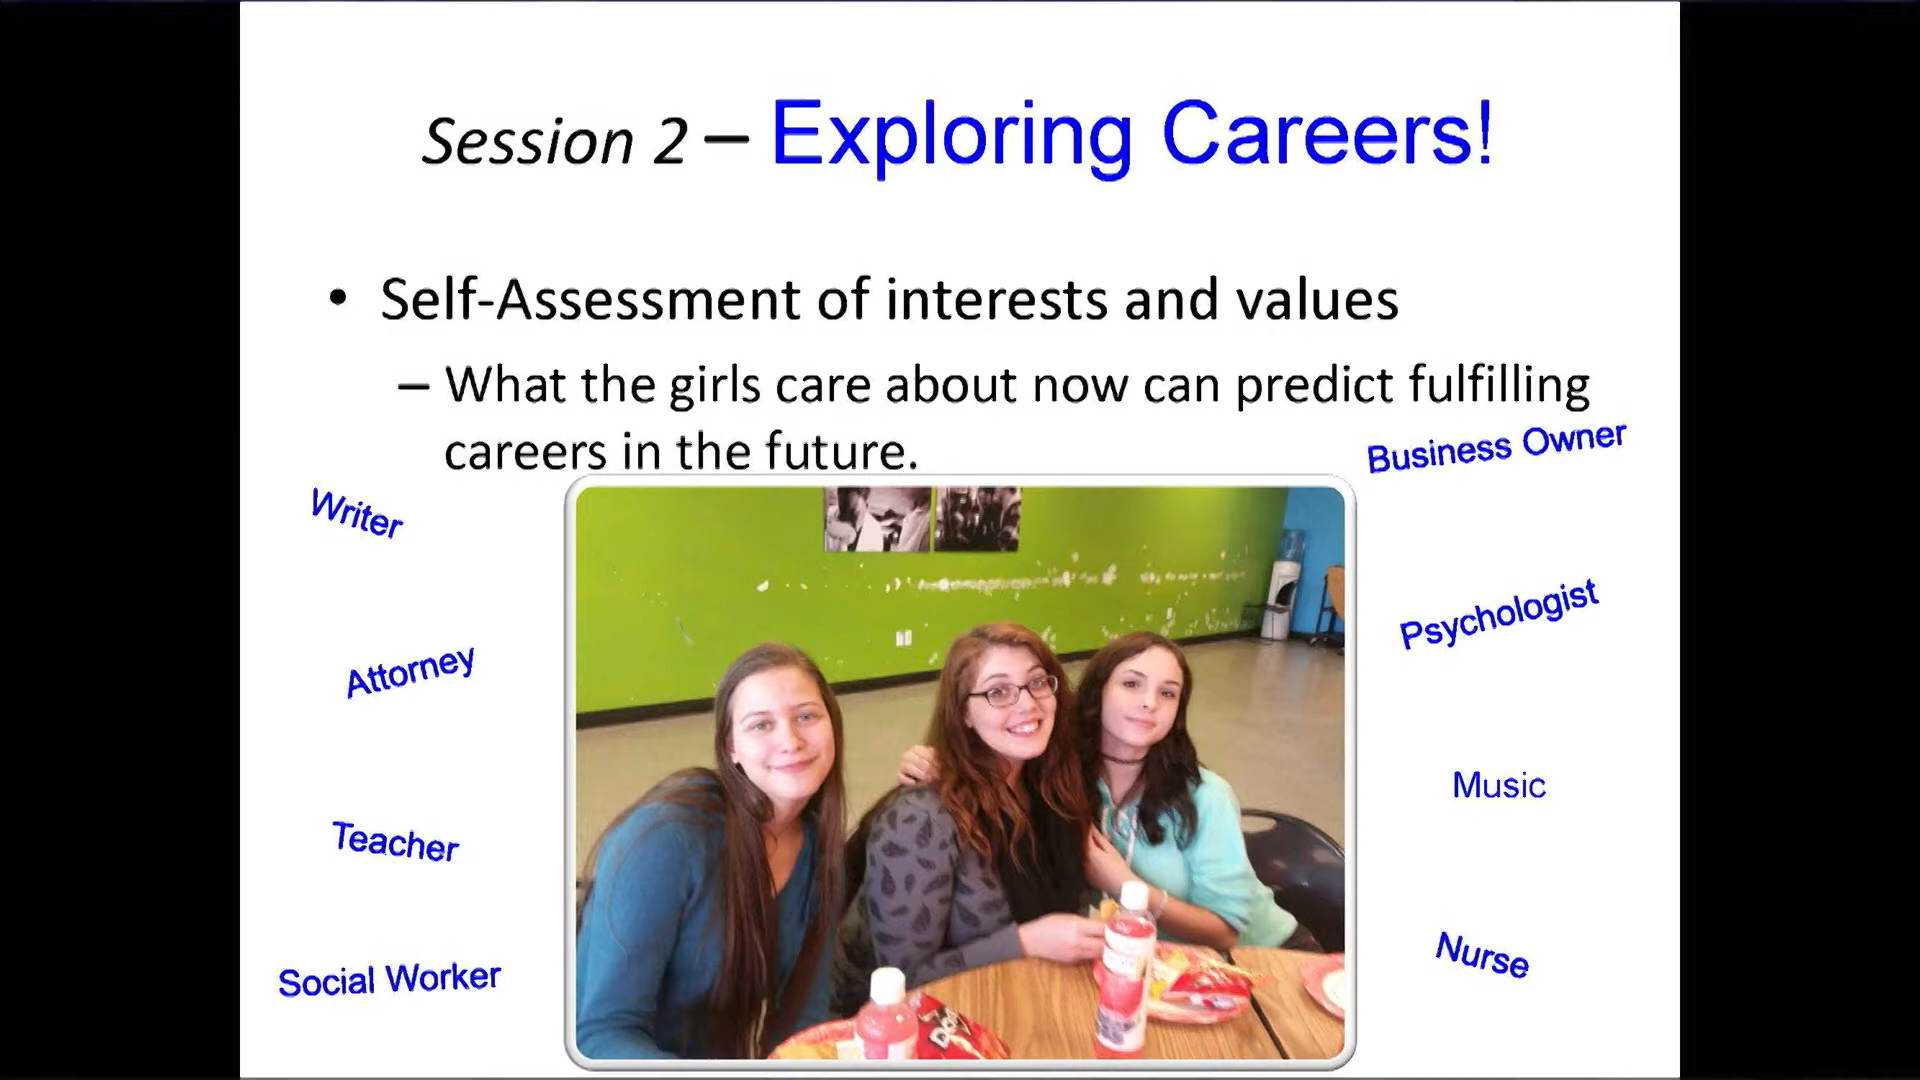 Session 2 – Exploring Careers!
• Self-Assessment of interests and values
– What the girls care about now can predict fulfilling
careers in the future.
Business Owner
Writer
Psychologist
Attorney
Music
Teacher
Nurse
Social Worker